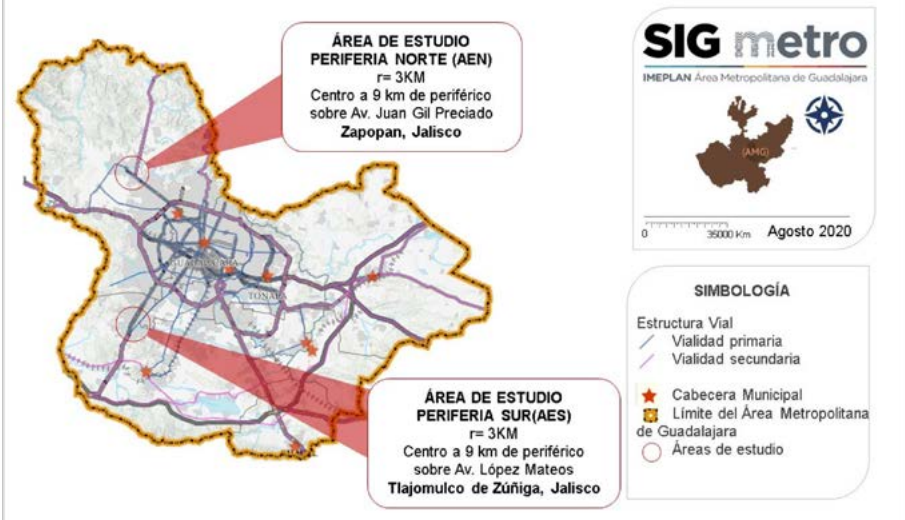 ÁREA DE ESTUDIO
PERIFERIA NORTE (AEN)
r= 3KM
Centro a 9 km de periférico
sobre Av. Juan Gil Preciado
Zapopan, Jalisco
SIG metro
IMEPLAN Área Metropolitana de Guadalajara
(AMG)
0 35000 Km Agosto 2020
GUADALAJARA
TONALÁ
SIMBOLOGÍA
Estructura Vial
Vialidad primaria
Vialidad secundaria
Cabecera Municipal
Límite del Área Metropolitana
de Guadalajara
Áreas de estudio
ÁREA DE ESTUDIO
PERIFERIA SUR(AES)
r= 3KM
Centro a 9 km de periférico
sobre Av. López Mateos
Tlajomulco de Zúñiga, Jalisco